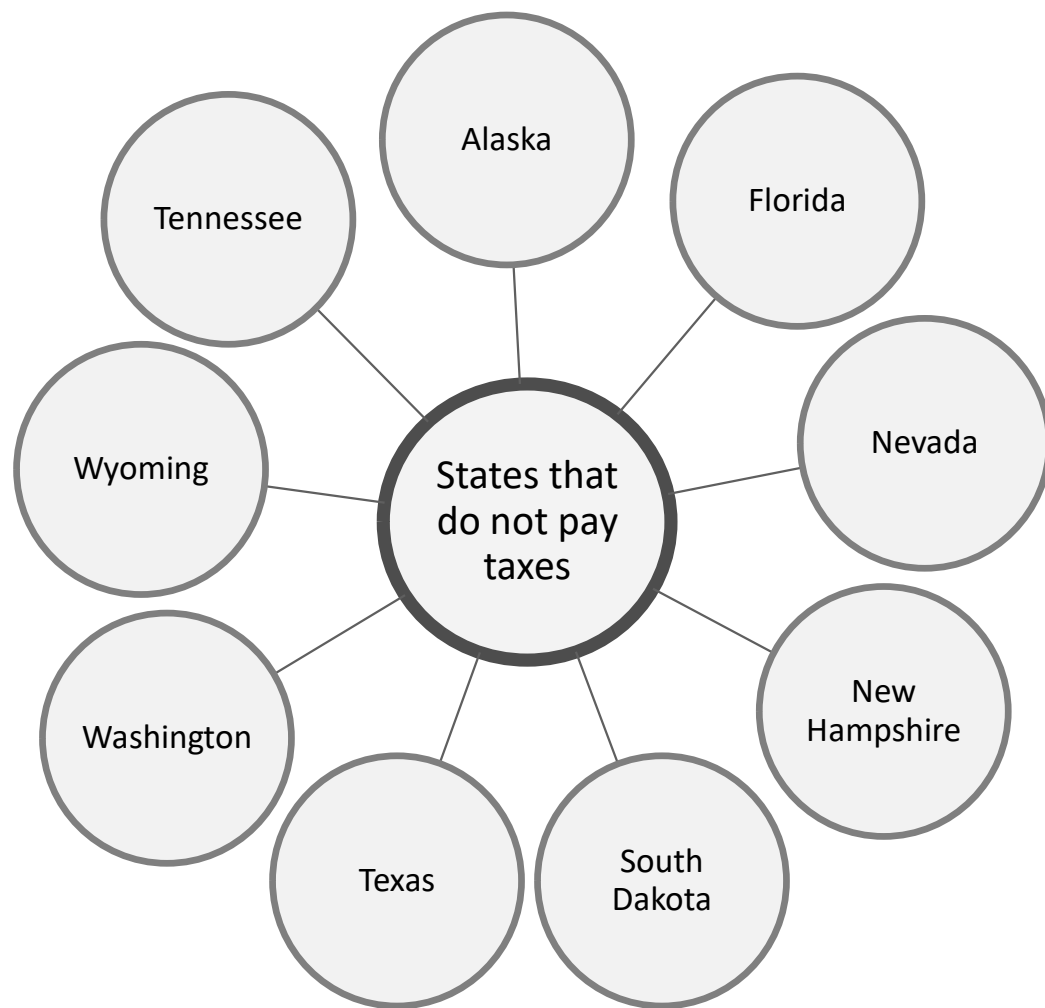 States that
do not pay
taxes
Alaska
Florida
Nevada
New
Hampshire
South
Dakota
Texas
Washington
Wyoming
Tennessee